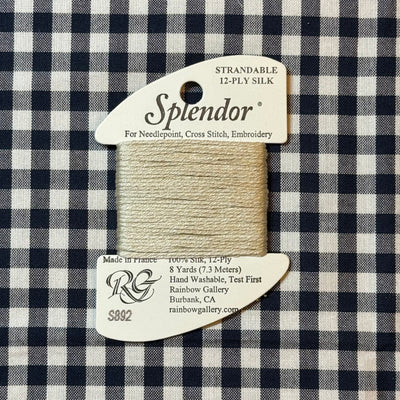 STRANDABLE
12-PLY SILK
Splendor®
For Needlepoint, Cross Stitch, Embroidery
Made in France
100% Silk, 12-Ply
8 Yards (7.3 Meters)
Hand Washable, Test First
Rainbow Gallery
Burbank, CA
rainbowgallery.com
RG
S892